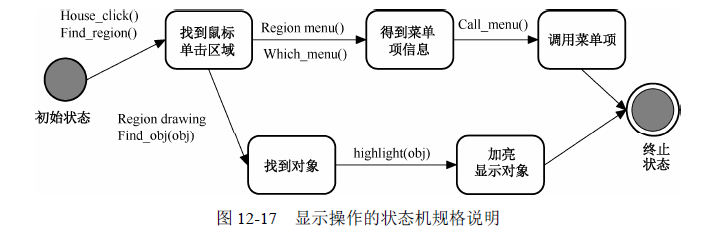 House_click()
Find_region()
找到鼠标
单击区域
Region menu()
Which_menu()
得到菜单
项信息
Call_menu()
调用菜单项
初始状态
Region drawing
Find_obj(obj)
找到对象
highlight(obj)
加亮
显示对象
终止
状态
图 12-17 显示操作的状态机规格说明